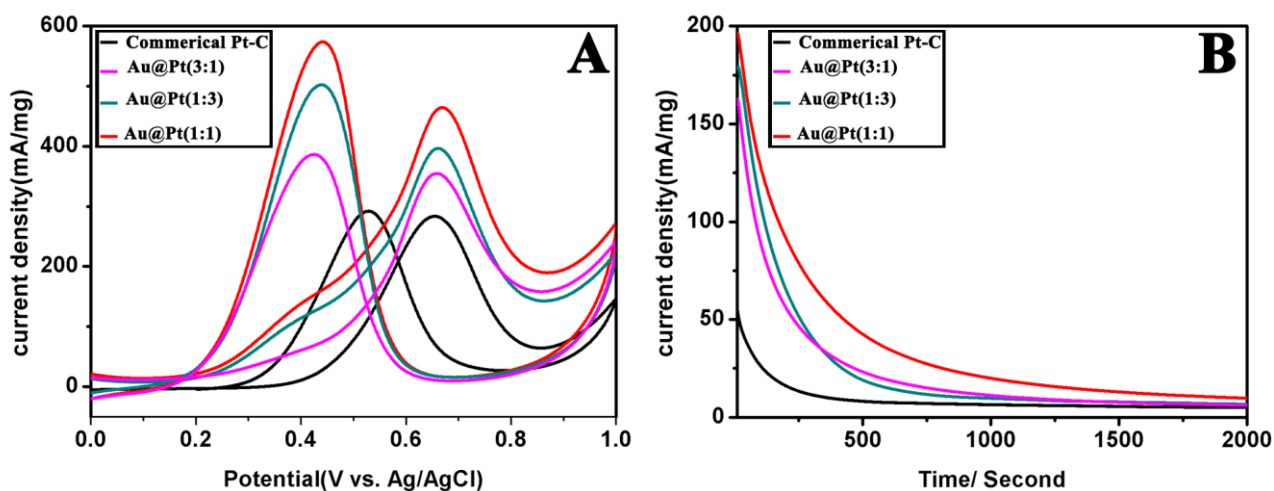 A
Commerical Pt-C
Au@Pt(3:1)
Au@Pt(1:3)
Au@Pt(1:1)
current density(mA/mg)
600
400
200
0
0.0 0.2 0.4 0.6 0.8 1.0
Potential(V vs. Ag/AgCl)
B
Commerical Pt-C
Au@Pt(3:1)
Au@Pt(1:3)
Au@Pt(1:1)
current density(mA/mg)
200
150
100
50
0
500 1000 1500 2000
Time/ Second